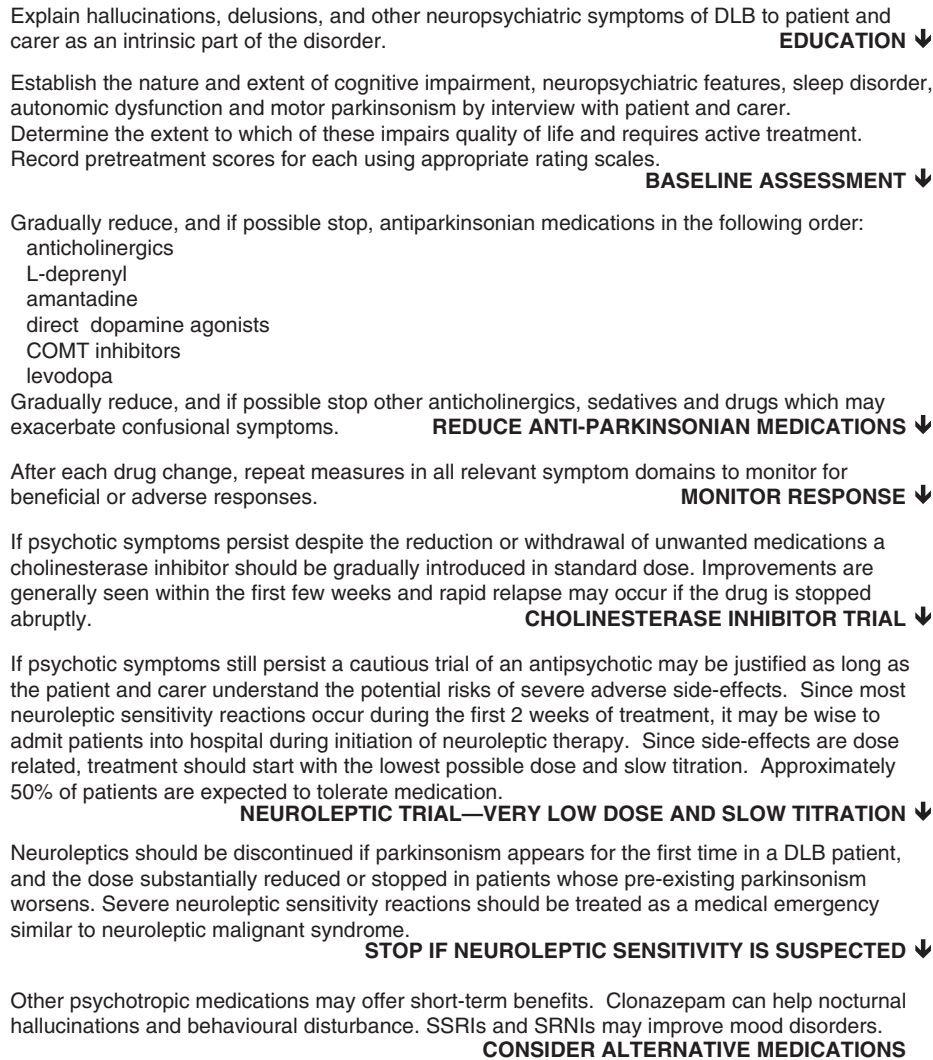 Explain hallucinations, delusions, and other neuropsychiatric symptoms of DLB to patient and
carer as an intrinsic part of the disorder. EDUCATION ↓
Establish the nature and extent of cognitive impairment, neuropsychiatric features, sleep disorder,
autonomic dysfunction and motor parkinsonism by interview with patient and carer.
Determine the extent to which of these impairs quality of life and requires active treatment.
Record pretreatment scores for each using appropriate rating scales.
BASELINE ASSESSMENT ↓
Gradually reduce, and if possible stop, antiparkinsonian medications in the following order:
anticholinergics
L-deprenyl
amantadine
direct dopamine agonists
COMT inhibitors
levodopa
Gradually reduce, and if possible stop other anticholinergics, sedatives and drugs which may
exacerbate confusional symptoms. REDUCE ANTI-PARKINSONIAN MEDICATIONS ↓
After each drug change, repeat measures in all relevant symptom domains to monitor for
beneficial or adverse responses. MONITOR RESPONSE ↓
If psychotic symptoms persist despite the reduction or withdrawal of unwanted medications a
cholinesterase inhibitor should be gradually introduced in standard dose. Improvements are
generally seen within the first few weeks and rapid relapse may occur if the drug is stopped
abruptly. CHOLINESTERASE INHIBITOR TRIAL ↓
If psychotic symptoms still persist a cautious trial of an antipsychotic may be justified as long as
the patient and carer understand the potential risks of severe adverse side-effects. Since most
neuroleptic sensitivity reactions occur during the first 2 weeks of treatment, it may be wise to
admit patients into hospital during initiation of neuroleptic therapy. Since side-effects are dose
related, treatment should start with the lowest possible dose and slow titration. Approximately
50% of patients are expected to tolerate medication.
NEUROLEPTIC TRIAL—VERY LOW DOSE AND SLOW TITRATION ↓
Neuroleptics should be discontinued if parkinsonism appears for the first time in a DLB patient,
and the dose substantially reduced or stopped in patients whose pre-existing parkinsonism
worsens. Severe neuroleptic sensitivity reactions should be treated as a medical emergency
similar to neuroleptic malignant syndrome.
STOP IF NEUROLEPTIC SENSITIVITY IS SUSPECTED ↓
Other psychotropic medications may offer short-term benefits. Clonazepam can help nocturnal
hallucinations and behavioural disturbance. SSRIs and SRNIs may improve mood disorders.
CONSIDER ALTERNATIVE MEDICATIONS